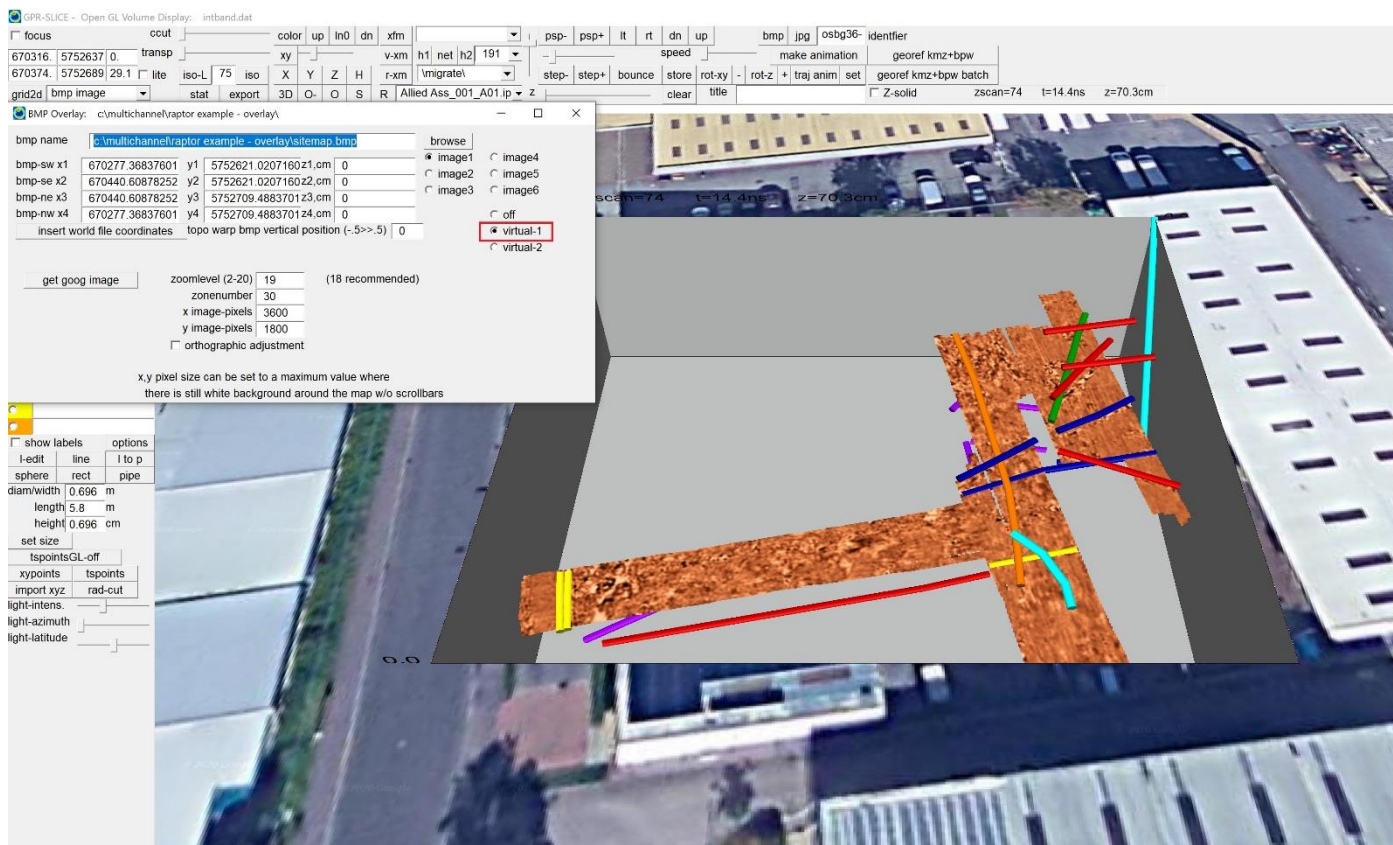 GPR-SLICE - Open GL Volume Display: intband.dat
focus ccut color up ln0 dn xfm psp- psp+ lt rt dn up bmp jpg osbg36- identfier
670316. 5752637 0. transp xy v-xm h1 net h2 191 speed make animation georef kmz+bpw
670374. 5752689 29.1 lite iso-L 75 iso X Y Z H r-xm \migrate\ step- step+ bounce store rot-xy - rot-z + traj anim set georef kmz+bpw batch
grid2d bmp image stat export 3D O- O S R Allied Ass_001_A01.ip z clear title Z-solid zscan=74 t=14.4ns z=70.3cm
BMP Overlay: c:\multichannel\raptor example - overlay\
bmp name c:\multichannel\raptor example - overlay\sitemap.bmp browse
bmp-sw x1 670277.36837601 y1 5752621.0207160 z1,cm 0 image1 image4
bmp-se x2 670440.60878252 y2 5752621.0207160 z2,cm 0 image2 image5
bmp-ne x3 670440.60878252 y3 5752709.4883701 z3,cm 0 image3 image6
bmp-nw x4 670277.36837601 y4 5752709.4883701 z4,cm 0 off
insert world file coordinates topo warp bmp vertical position (-.5>>.5) 0 virtual-1
virtual-2
get goog image zoomlevel (2-20) 19 (18 recommended)
zonenumber 30
x image-pixels 3600
y image-pixels 1800
orthographic adjustment
x,y pixel size can be set to a maximum value where
there is still white background around the map w/o scrollbars
zscan=74 t=14.4ns z=70.3cm
show labels options
l-edit line l to p
sphere rect pipe
diam/width 0.696 m
length 5.8 m
height 0.696 cm
set size
tspointsGL-off
xypoints tspoints
import xyz rad-cut
light-intens.
light-azimuth
light-latitude
0.0